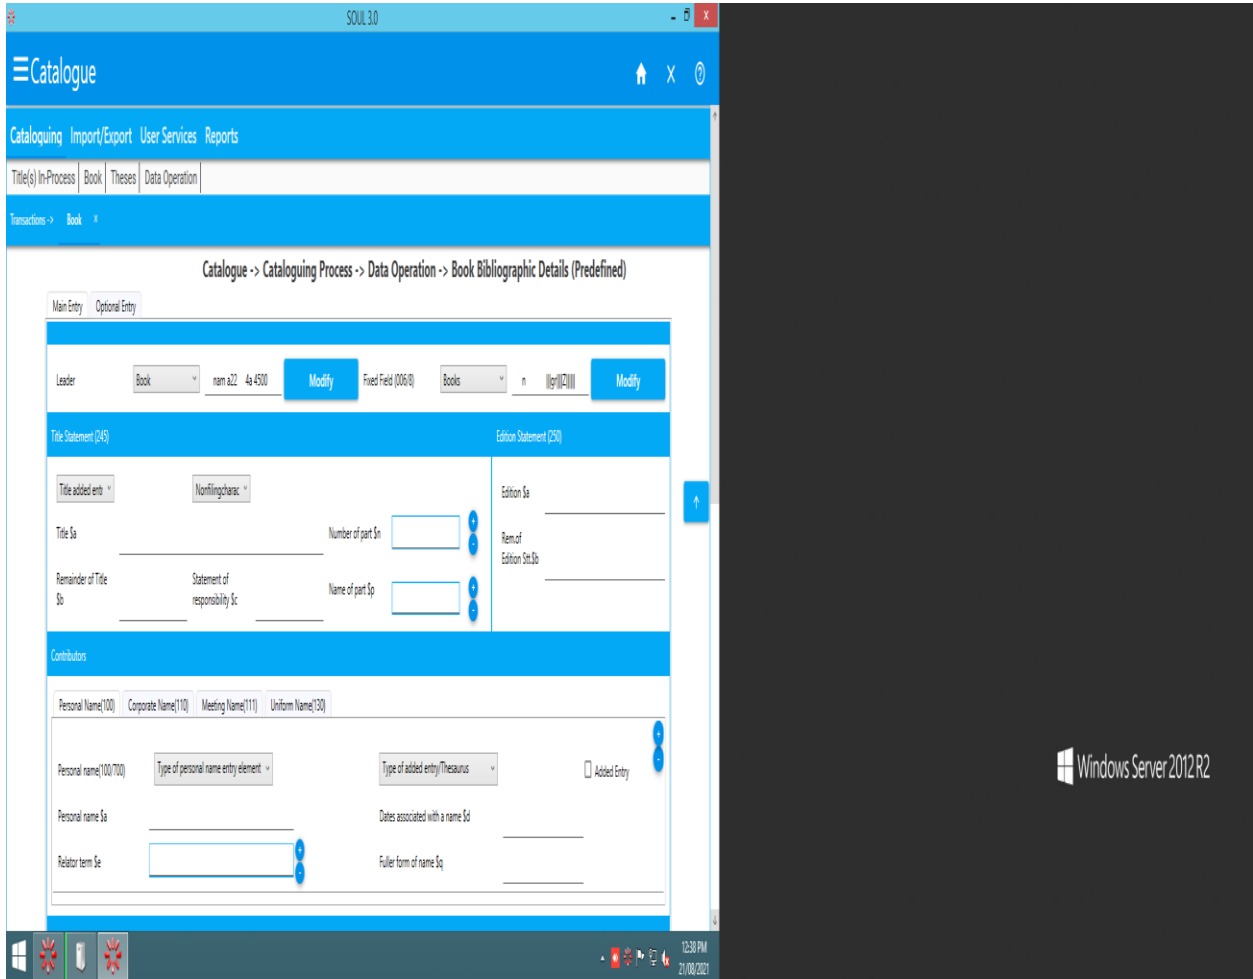 SOUL 3.0
Catalogue
Cataloguing Import/Export User Services Reports
Title(s) In-Process Book Theses Data Operation
Transactions -> Book x
Catalogue -> Cataloguing Process -> Data Operation -> Book Bibliographic Details (Predefined)
Main Entry Optional Entry
Leader Book nam a22 4a 4500 Modify Fixed Field (006/8) Books n Modify
Title Statement (245) Edition Statement (250)
Title added entr Nonfilingcharac
Edition $a
Title $a Number of part $n
Rem.of
Edition Stt.$b
Remainder of Title
$b
Statement of
responsibility $c
Name of part $p
Contributors
Personal Name(100) Corporate Name(110) Meeting Name(111) Uniform Name(130)
Personal name(100/700) Type of personal name entry element Type of added entry/Thesaurus Added Entry
Personal name $a Dates associated with a name $d
Relator term $e Fuller form of name $q
Windows Server 2012 R2
12:38 PM
21/08/2021